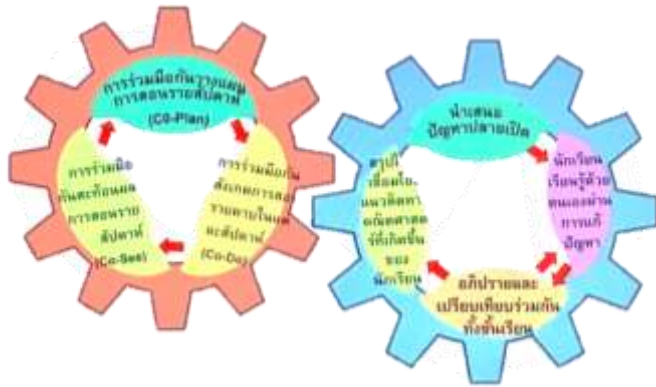 การร่วมมือกันวางแผน
การสอนรายสัปดาห์
(Co-Plan)
การร่วมมือกัน
สังเกตการสอน
รายคาบในแต่
ละสัปดาห์
(Co-Do)
การร่วมมือ
กันสะท้อนผล
การสอนราย
สัปดาห์
(Co-See)
นำเสนอ
ปัญหาปลายเปิด
นักเรียน
เรียนรู้ด้วย
ตนเองผ่าน
การแก้
ปัญหา
อภิปรายและ
เปรียบเทียบร่วมกัน
ทั้งชั้นเรียน
สรุปโดย
เชื่อมโยง
แนวคิดทาง
คณิตศาสต
ร์ที่เกิดขึ้น
ของ
นักเรียน